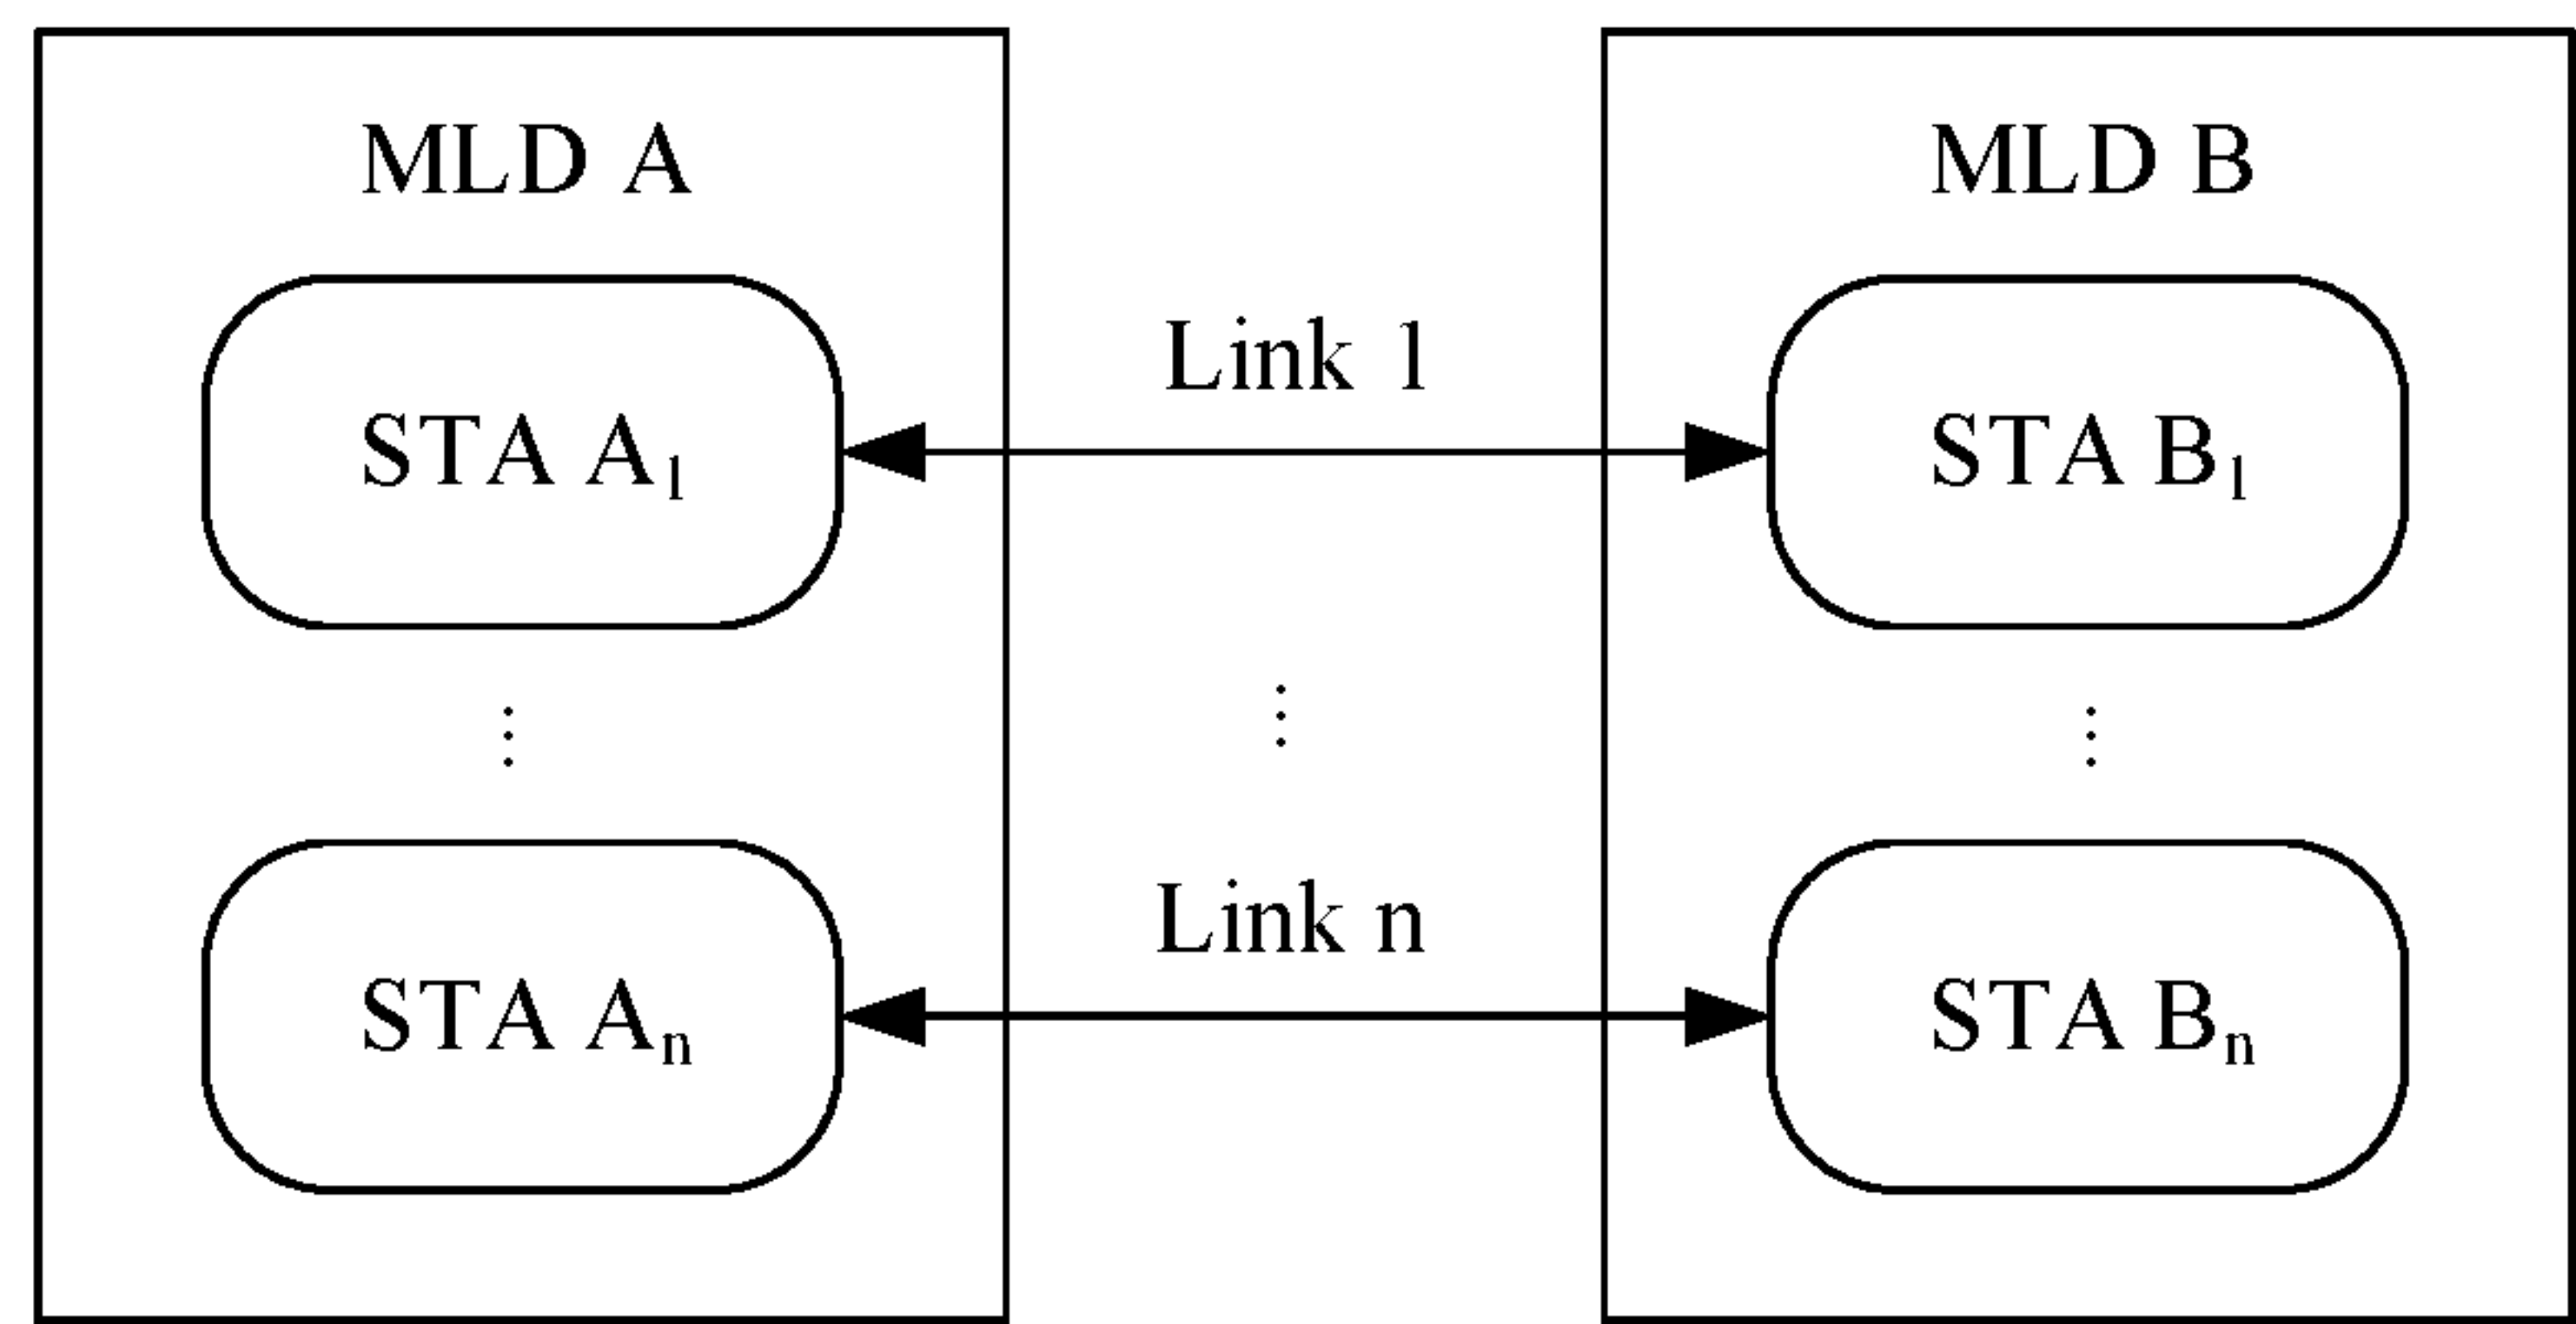 MLD A
MLD B
Link 1
STA A₁
STA B₁
⋮
⋮
⋮
Link n
STA Aₙ
STA Bₙ